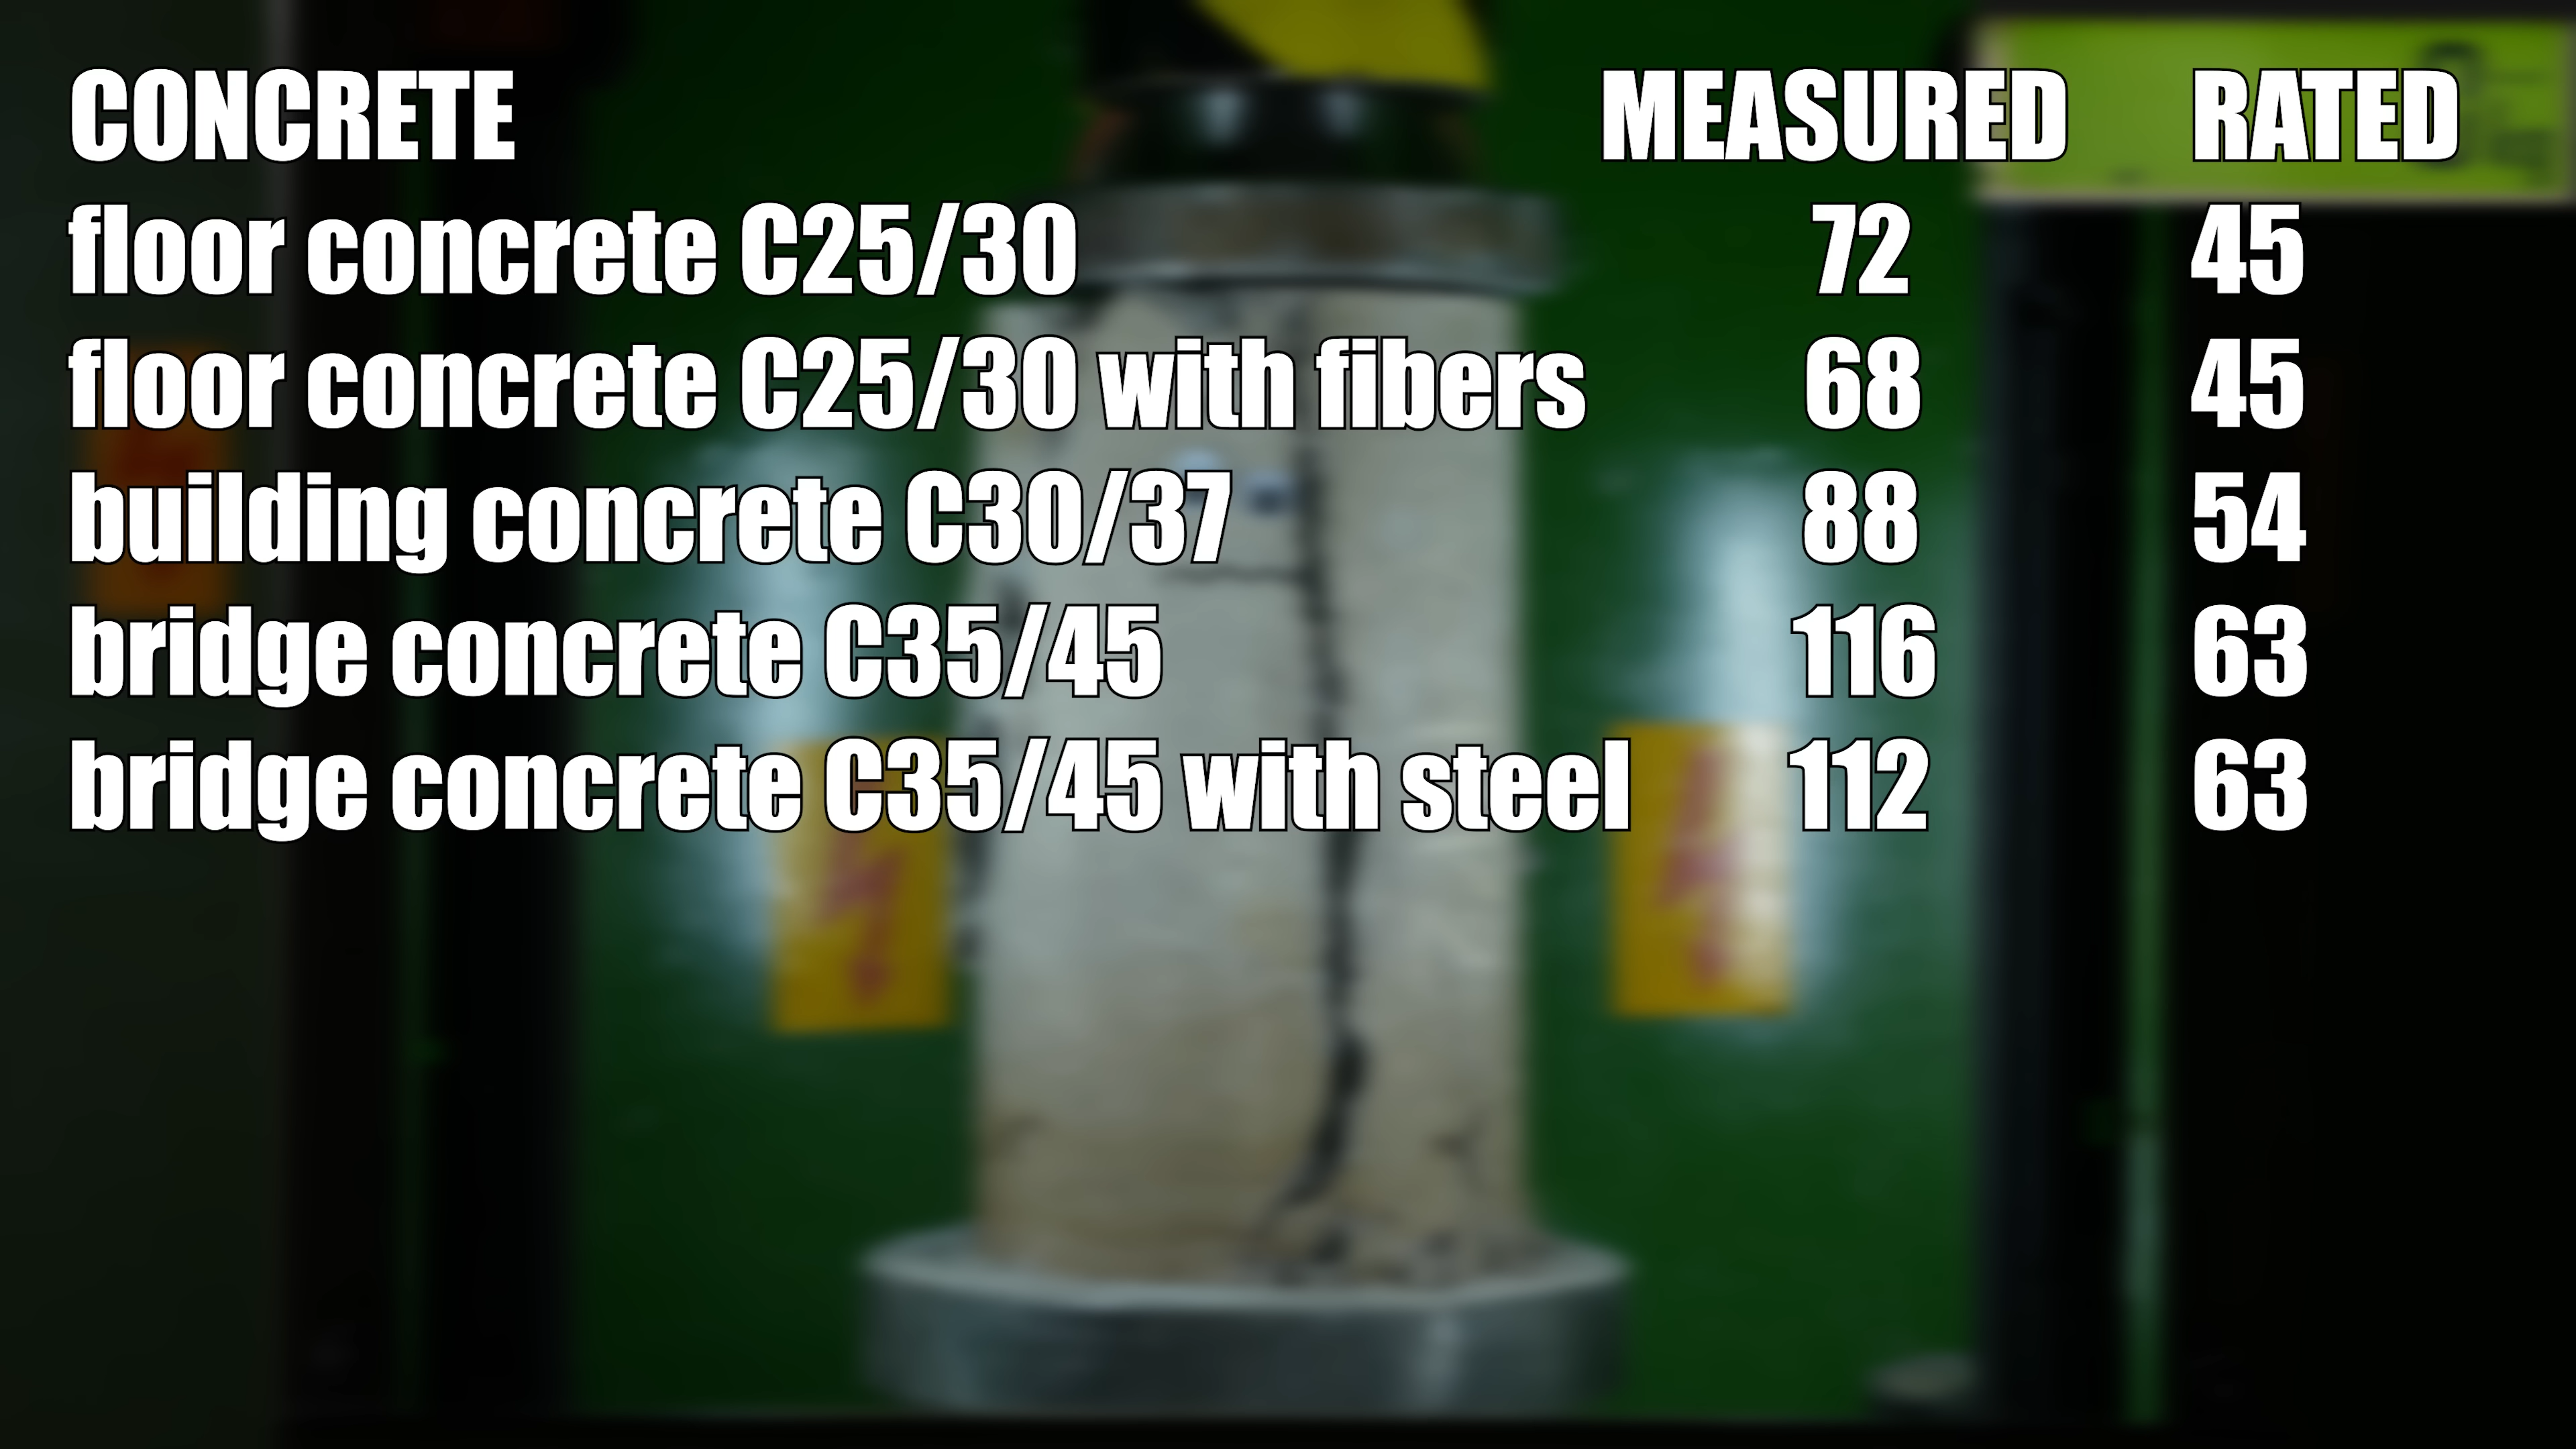 CONCRETE MEASURED RATED
floor concrete C25/30 72 45
floor concrete C25/30 with fibers 68 45
building concrete C30/37 88 54
bridge concrete C35/45 116 63
bridge concrete C35/45 with steel 112 63